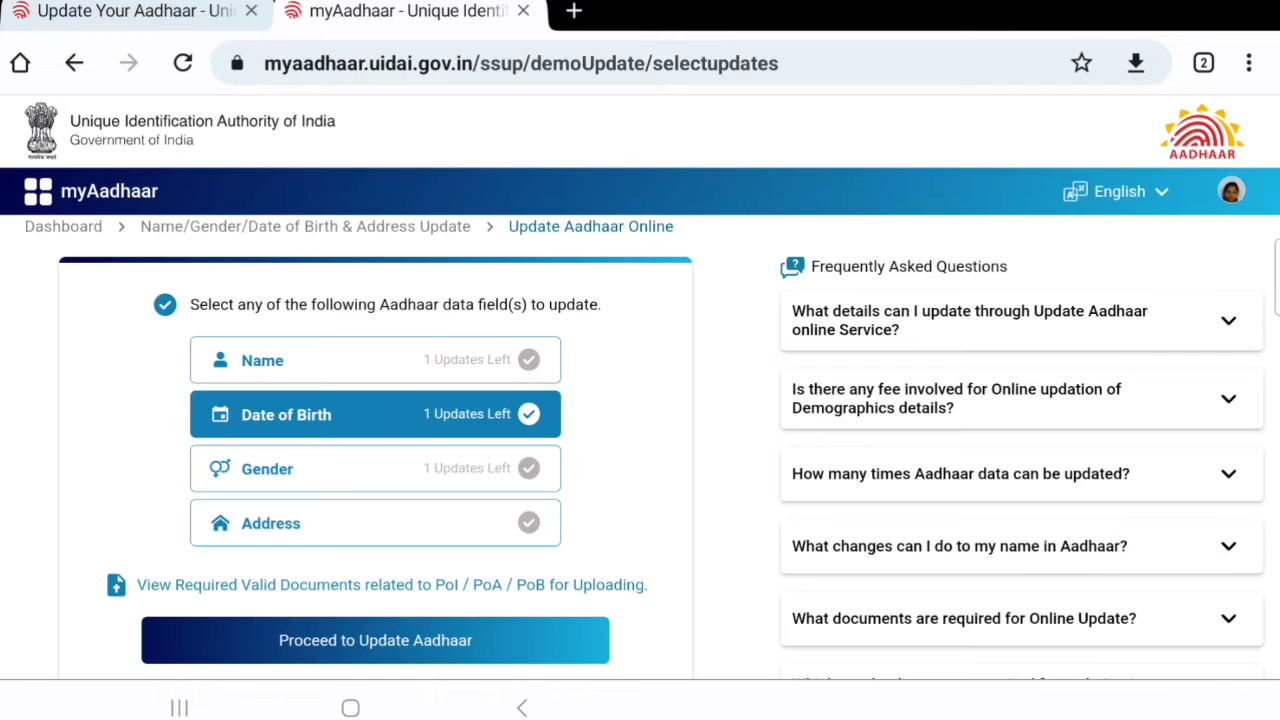 Update Your Aadhaar - Uni
myAadhaar - Unique Identit
myaadhaar.uidai.gov.in/ssup/demoUpdate/selectupdates
2
Unique Identification Authority of India
Government of India
AADHAAR
myAadhaar
English
Dashboard > Name/Gender/Date of Birth & Address Update > Update Aadhaar Online
Select any of the following Aadhaar data field(s) to update.
Name 1 Updates Left
Date of Birth 1 Updates Left
Gender 1 Updates Left
Address
View Required Valid Documents related to PoI / PoA / PoB for Uploading.
Proceed to Update Aadhaar
Frequently Asked Questions
What details can I update through Update Aadhaar
online Service?
Is there any fee involved for Online updation of
Demographics details?
How many times Aadhaar data can be updated?
What changes can I do to my name in Aadhaar?
What documents are required for Online Update?